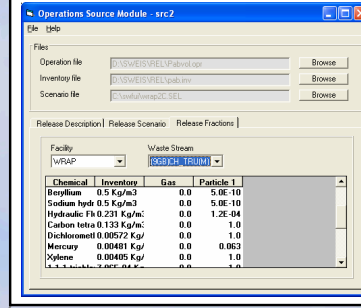 Operations Source Module - src2
File Help
Files
Operation file D:\SWEIS\REL\Pabvol.opr Browse
Inventory file D:\SWEIS\REL\pab.inv Browse
Scenario file Browse
Release Description Release Scenario Release Fractions
Facility Waste Stream
WRAP (9GB)CH_TRU(M)
Chemical Inventory Gas Particle 1
Beryllium 0.5 Kg/m3 0.0 5.0E-10
Sodium hydr 0.5 Kg/m3 0.0 5.0E-10
Hydraulic Fl 0.231 Kg/m3 0.0 1.2E-04
Carbon tetra 0.133 Kg/m3 0.0 1.0
Dichloromet 0.00572 Kg/ 0.0 1.0
Mercury 0.00481 Kg/ 0.0 0.063
Xylene 0.00405 Kg/ 0.0 1.0